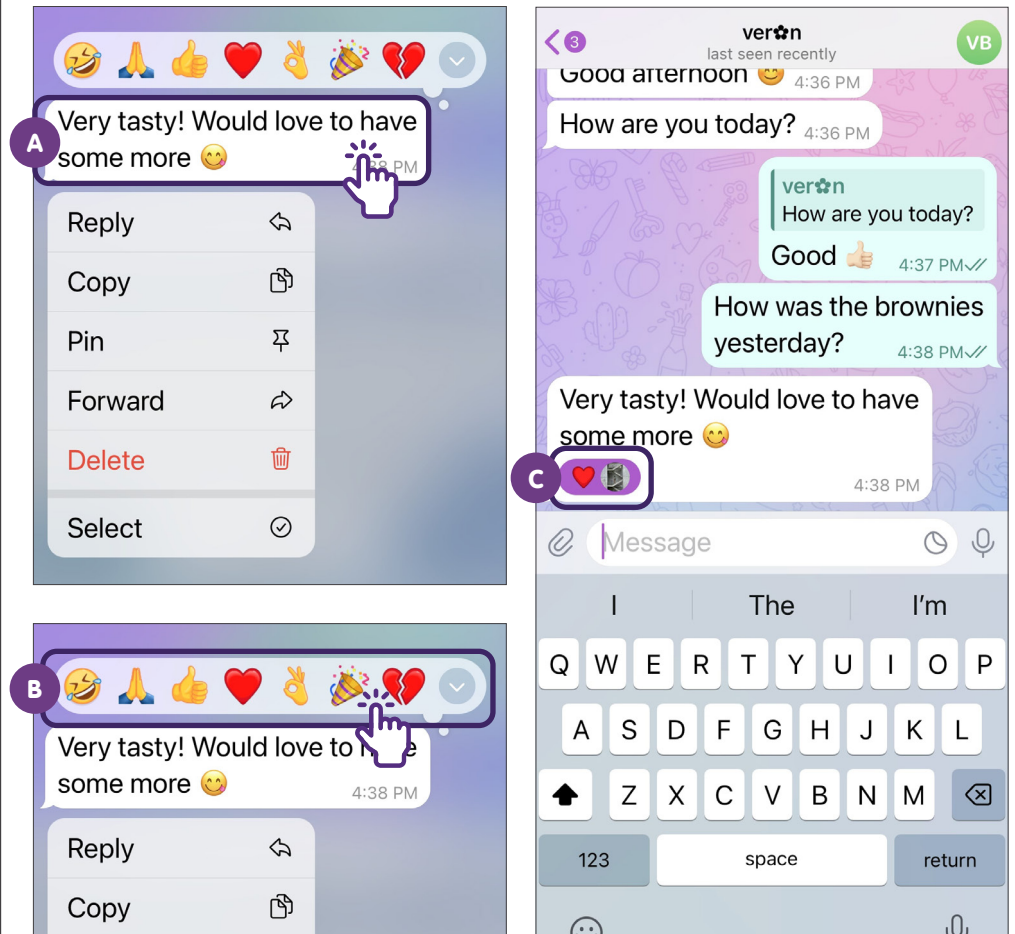 A
Very tasty! Would love to have
some more 😋
4:38 PM
Reply
Copy
Pin
Forward
Delete
Select
B
Very tasty! Would love to have
some more 😋
4:38 PM
Reply
Copy
3
ver✿n
last seen recently
VB
Good afternoon 😊 4:36 PM
How are you today? 4:36 PM
ver✿n
How are you today?
Good 👍🏻 4:37 PM
How was the brownies
yesterday? 4:38 PM
Very tasty! Would love to have
some more 😋
C
4:38 PM
Message
I The I'm
Q W E R T Y U I O P
A S D F G H J K L
Z X C V B N M
123 space return